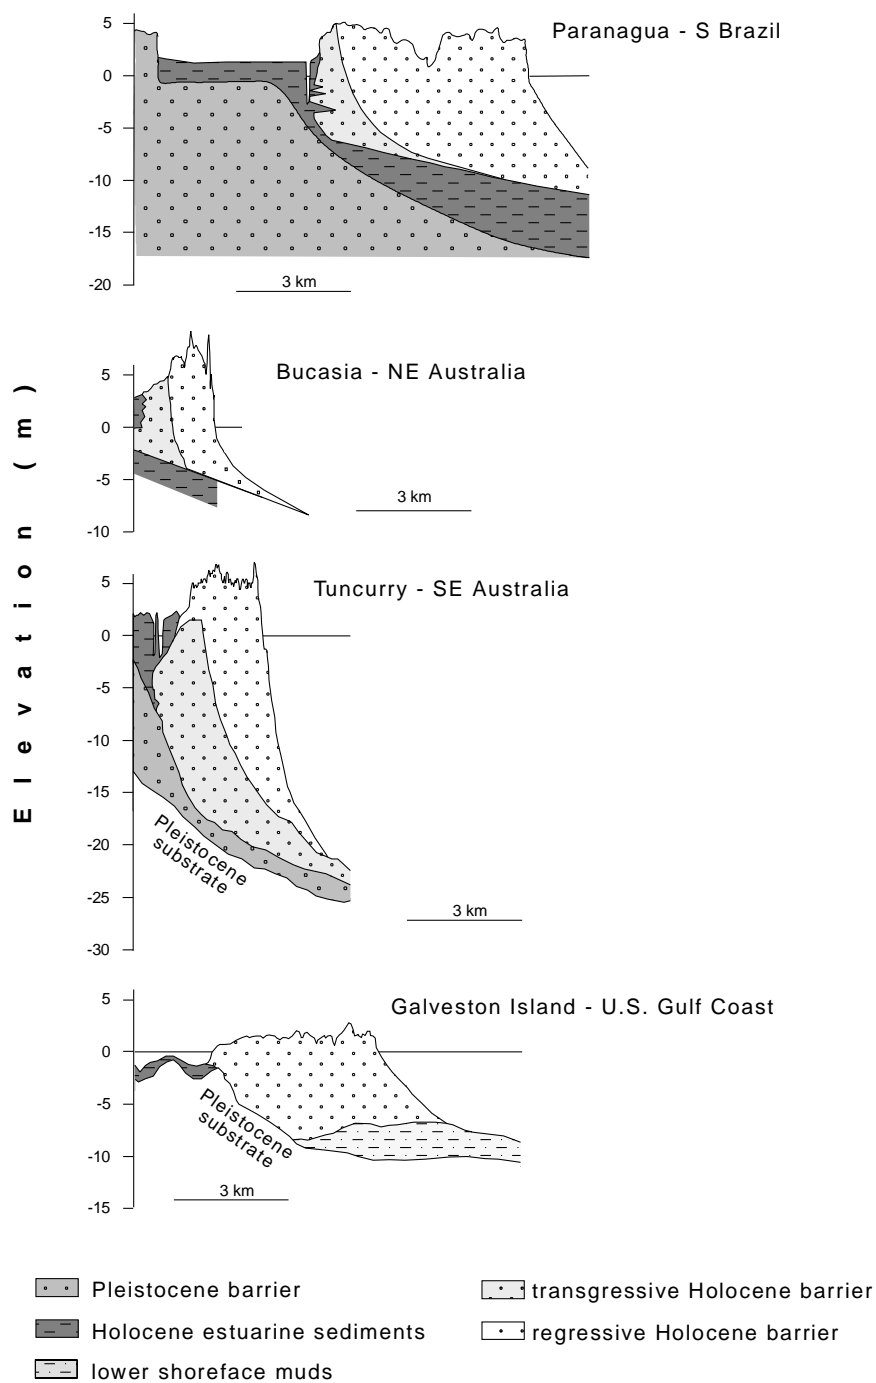 Elevation (m)
Paranagua - S Brazil
5
0
-5
-10
-15
-20
3 km
Bucasia - NE Australia
5
0
-5
-10
3 km
Tuncurry - SE Australia
5
0
-5
-10
-15
-20
-25
-30
Pleistocene
substrate
3 km
Galveston Island - U.S. Gulf Coast
5
0
-5
-10
-15
Pleistocene
substrate
3 km
Pleistocene barrier
Holocene estuarine sediments
lower shoreface muds
transgressive Holocene barrier
regressive Holocene barrier